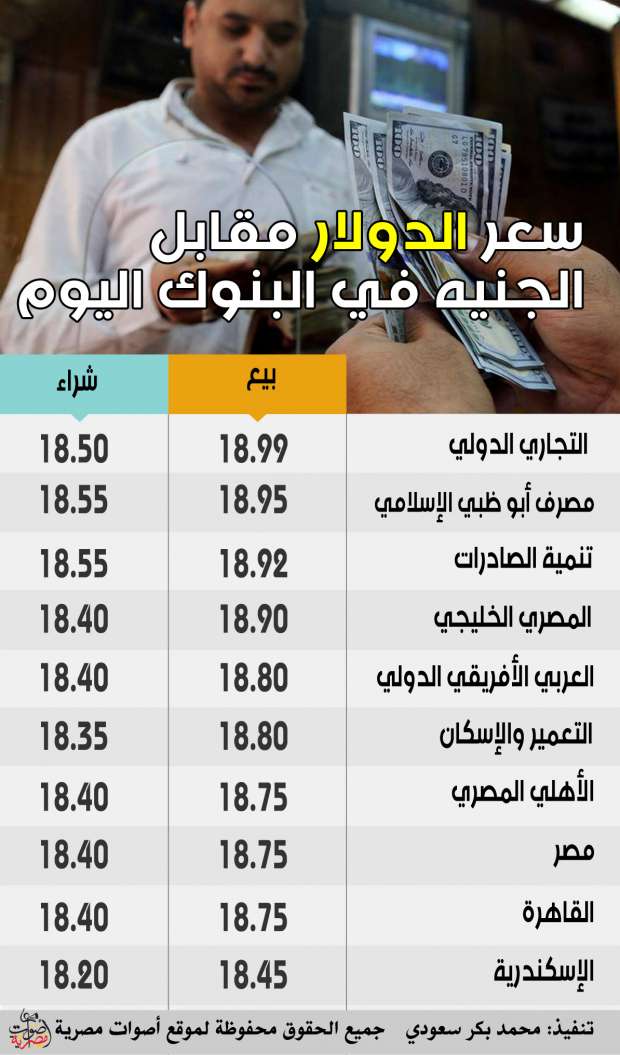 سعر الدولار مقابل
الجنيه في البنوك اليوم
بيع شراء
التجاري الدولي 18.99 18.50
مصرف أبو ظبي الإسلامي 18.95 18.55
تنمية الصادرات 18.92 18.55
المصري الخليجي 18.90 18.40
العربي الأفريقي الدولي 18.80 18.40
التعمير والإسكان 18.80 18.35
الأهلي المصري 18.75 18.40
مصر 18.75 18.40
القاهرة 18.75 18.40
الإسكندرية 18.45 18.20
تنفيذ: محمد بكر سعودي جميع الحقوق محفوظة لموقع أصوات مصرية
أصوات مصرية